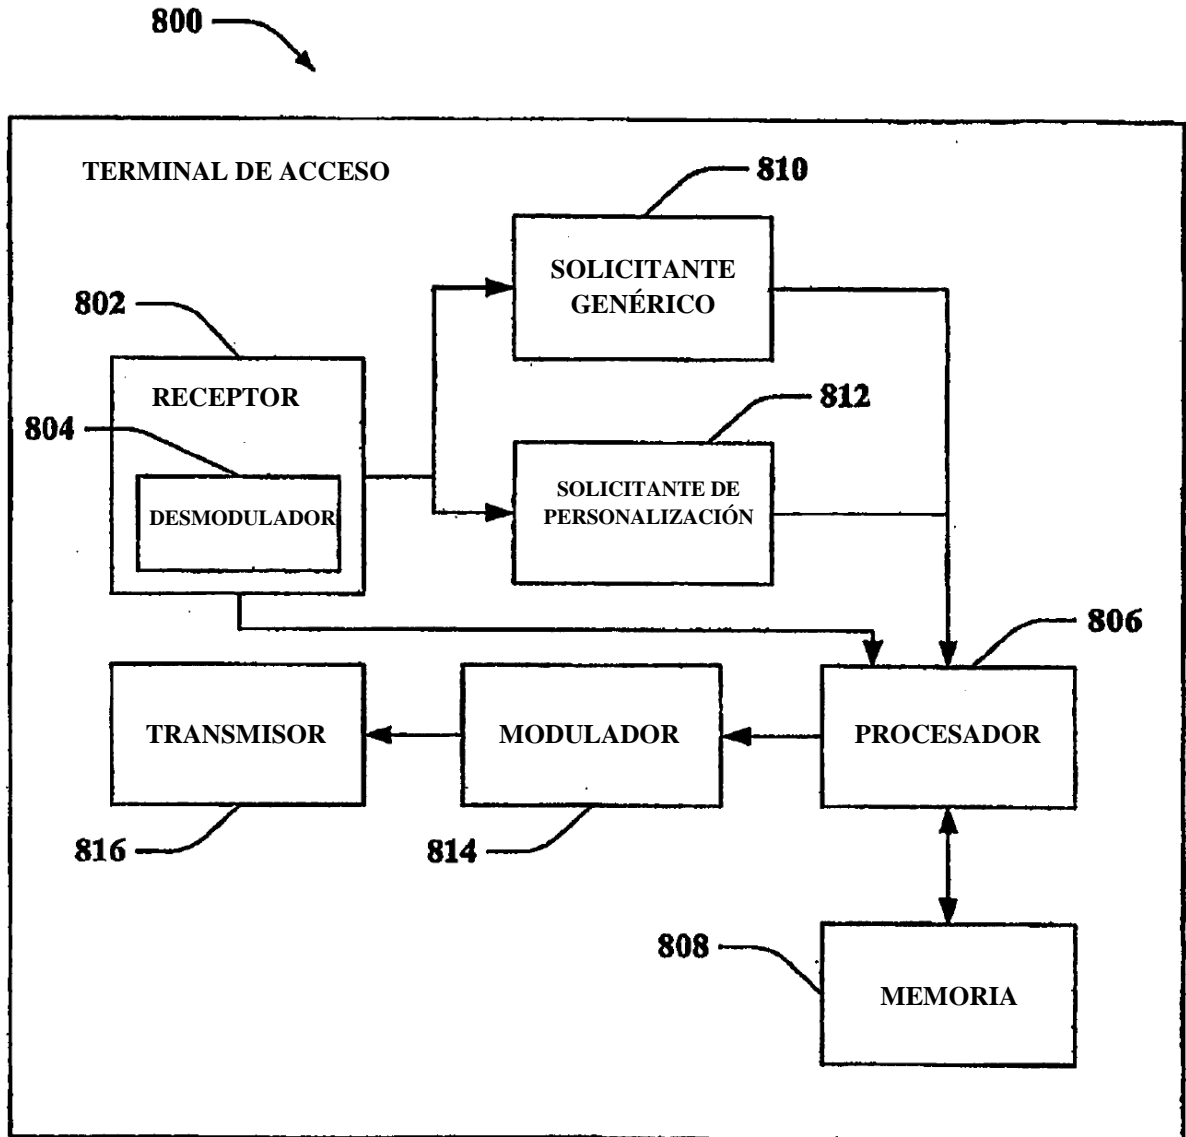 800
TERMINAL DE ACCESO
810
SOLICITANTE
GENÉRICO
802
RECEPTOR
812
804
SOLICITANTE DE
PERSONALIZACIÓN
DESMODULADOR
806
TRANSMISOR
MODULADOR
PROCESADOR
816
814
808
MEMORIA